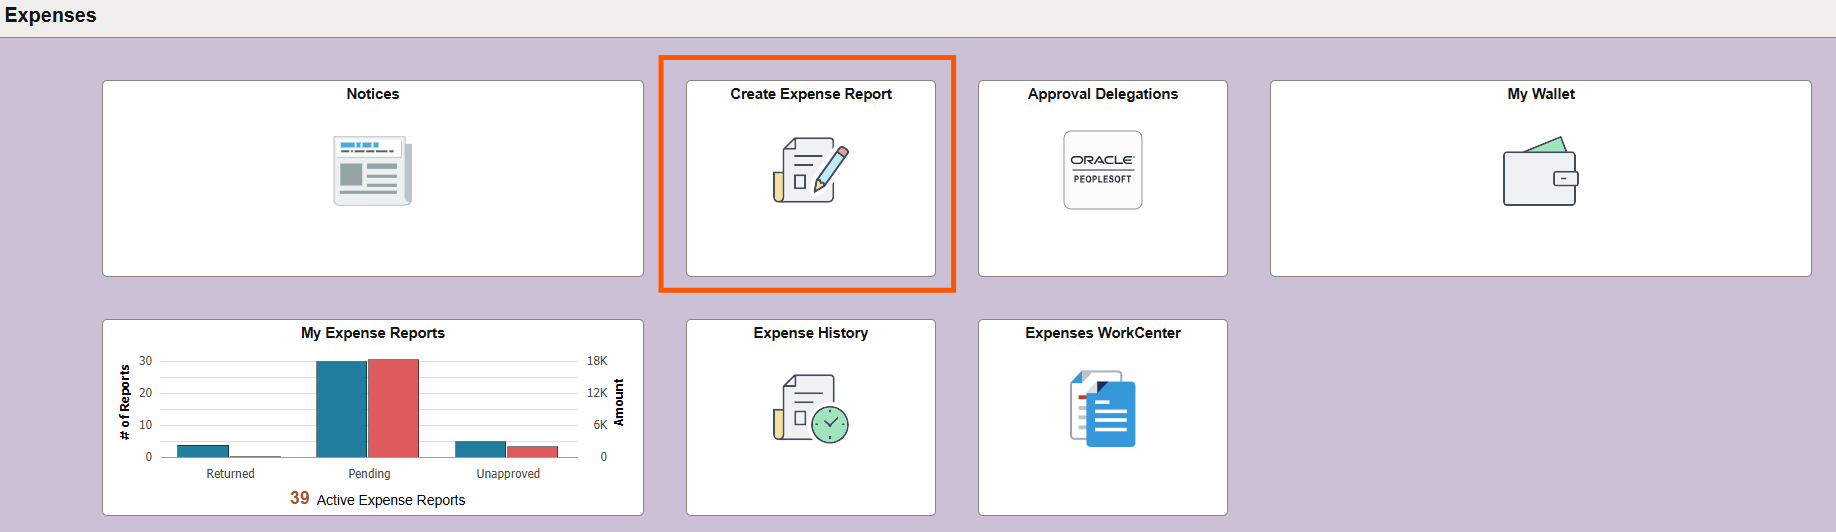 Expenses
Notices
Create Expense Report
Approval Delegations
ORACLE
PEOPLESOFT
My Wallet
My Expense Reports
# of Reports
30
20
10
0
18K
12K
6K
0
Amount
Returned
Pending
Unapproved
39 Active Expense Reports
Expense History
Expenses WorkCenter